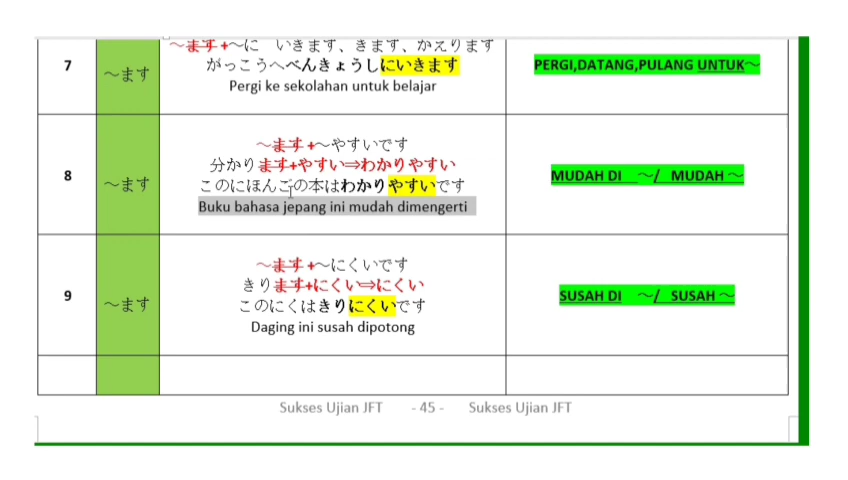 7
～ます
～ます+～に　いきます、きます、かえります
がっこうへべんきょうしにいきます
Pergi ke sekolahan untuk belajar
PERGI,DATANG,PULANG UNTUK～
8
～ます
～ます+～やすいです
分かります+やすい⇒わかりやすい
このにほんごの本はわかりやすいです
Buku bahasa jepang ini mudah dimengerti
MUDAH DI　～/　MUDAH～
9
～ます
～ます+～にくいです
きります+にくい⇒にくい
このにくはきりにくいです
Daging ini susah dipotong
SUSAH DI　～/　SUSAH～
Sukses Ujian JFT - 45 - Sukses Ujian JFT